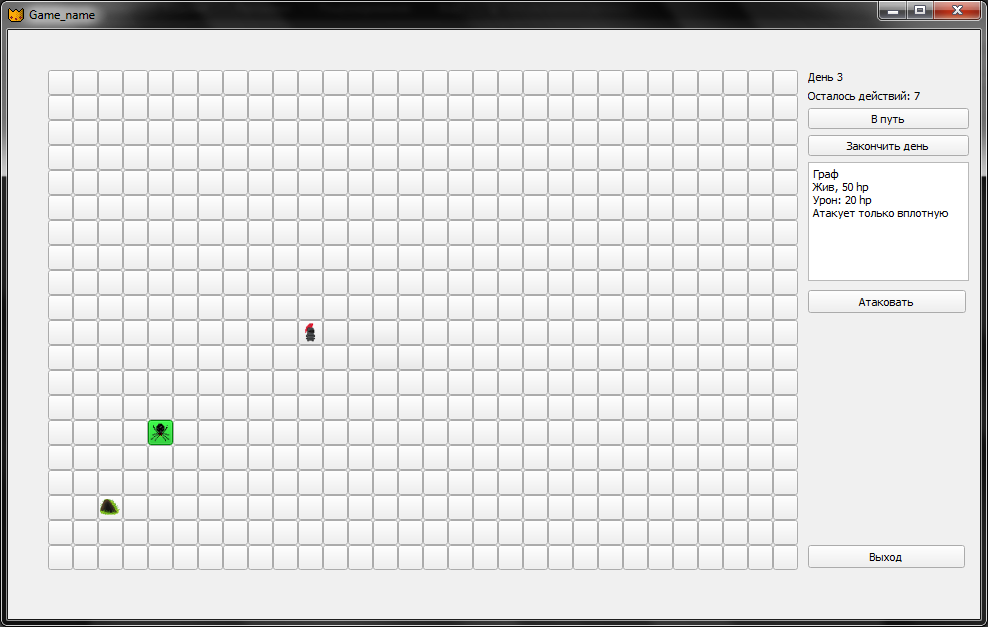 Game_name
День 3
Осталось действий: 7
В путь
Закончить день
Граф
Жив, 50 hp
Урон: 20 hp
Атакует только вплотную
Атаковать
Выход